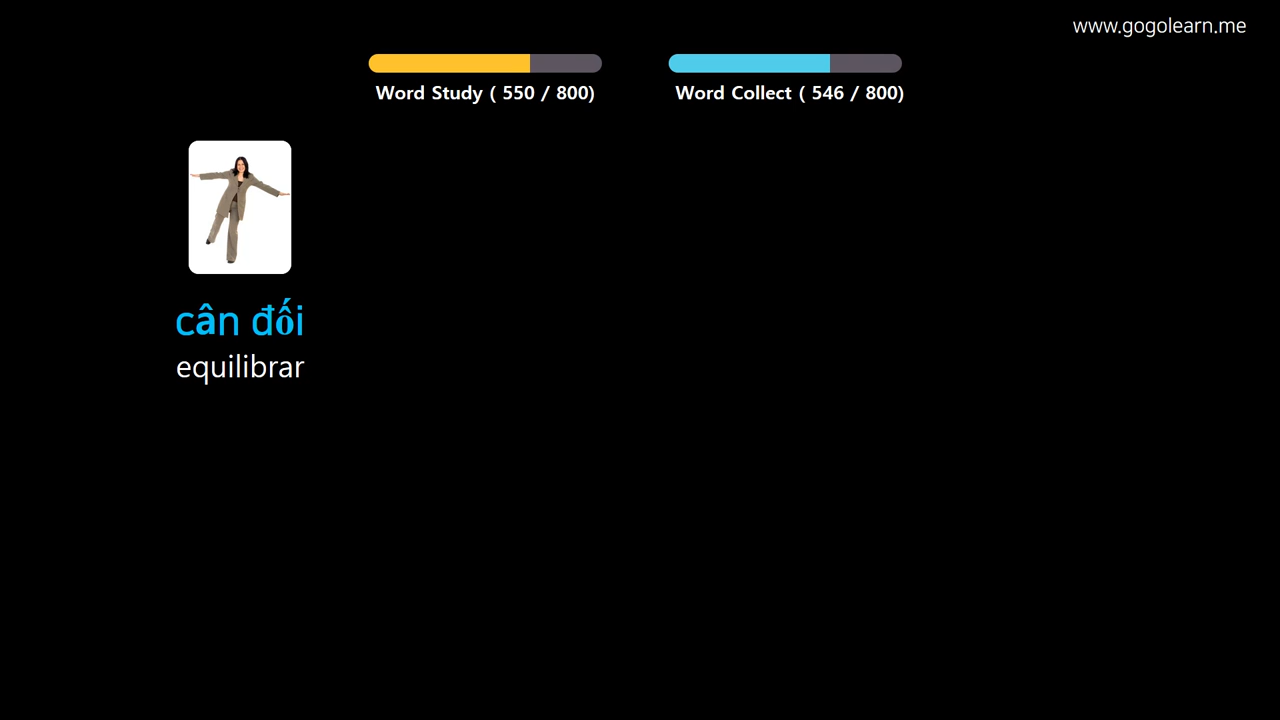 www.gogolearn.me
Word Study ( 550 / 800)
Word Collect ( 546 / 800)
cân đối
equilibrar